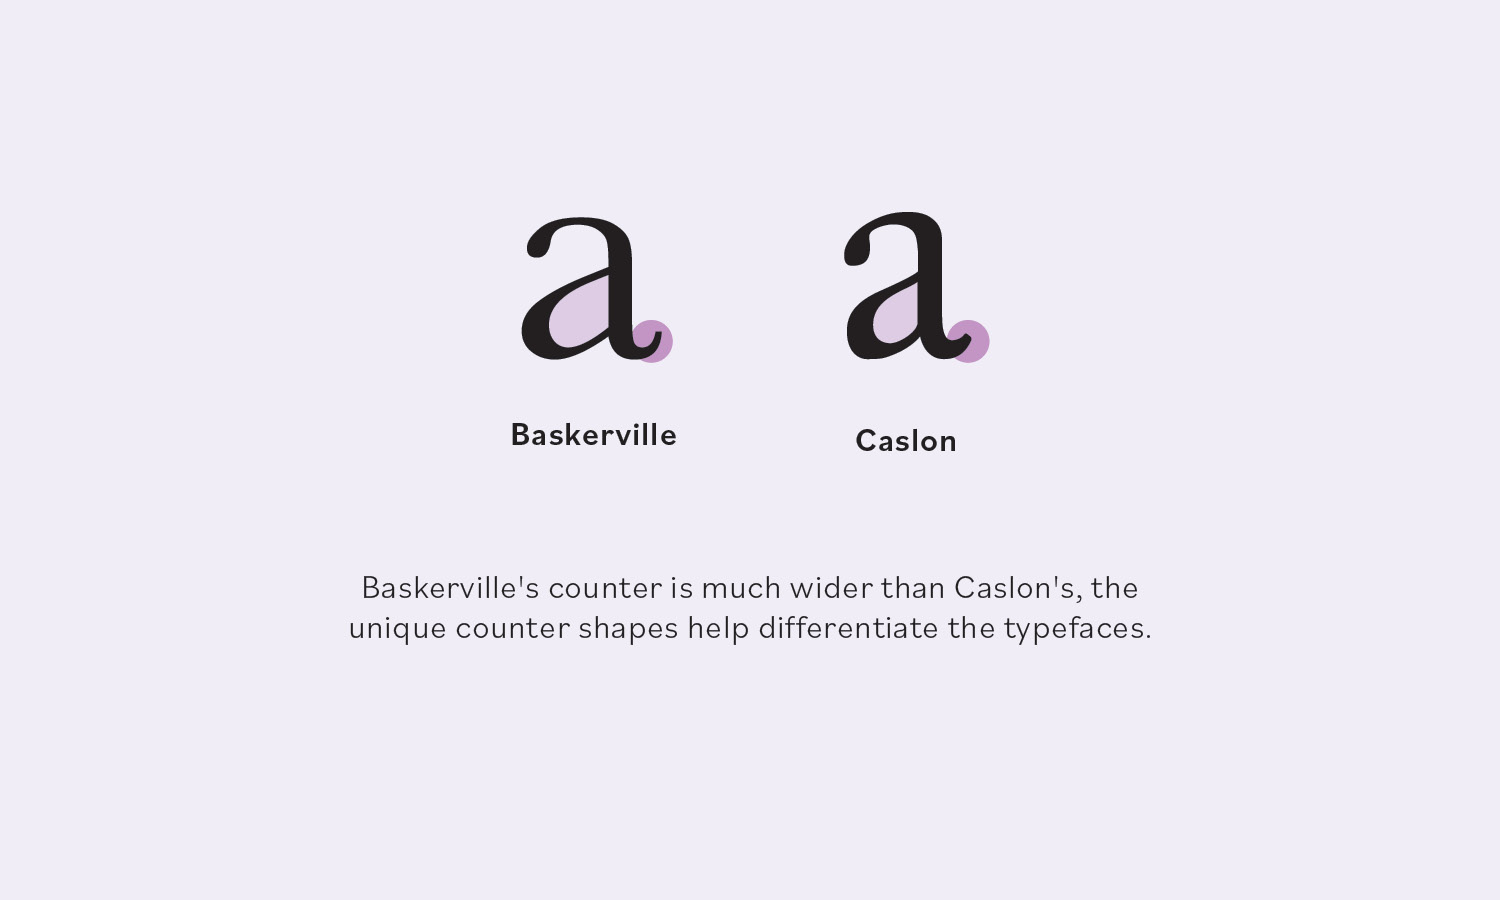 a a
Baskerville Caslon
Baskerville's counter is much wider than Caslon's, the
unique counter shapes help differentiate the typefaces.